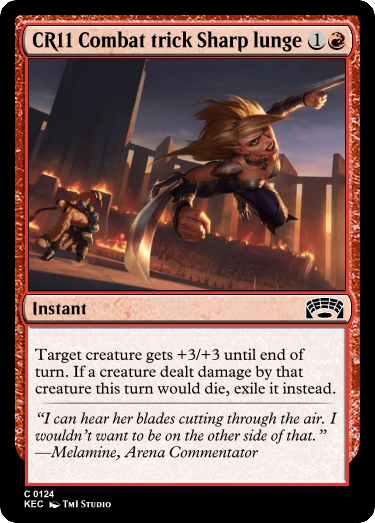 CR11 Combat trick Sharp lunge 1
Instant
Target creature gets +3/+3 until end of
turn. If a creature dealt damage by that
creature this turn would die, exile it instead.
“I can hear her blades cutting through the air. I
wouldn't want to be on the other side of that.”
—Melamine, Arena Commentator
C 0124
KEC TMJ STUDIO